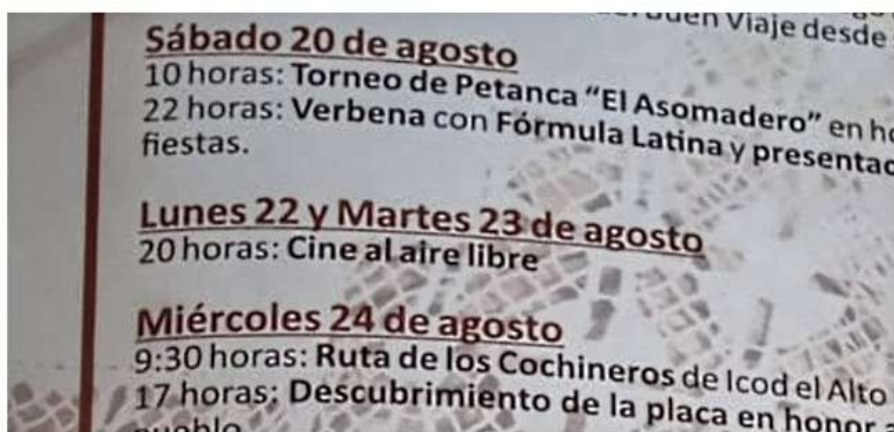 Buen Viaje desde
Sábado 20 de agosto
10 horas: Torneo de Petanca “El Asomadero” en
22 horas: Verbena con Fórmula Latina y
fiestas.
Lunes 22 y Martes 23 de agosto
20 horas: Cine al aire libre
Miércoles 24 de agosto
9:30 horas: Ruta de los Cochineros de Icod el Alto
17 horas: Descubrimiento de la placa en honor
pueblo